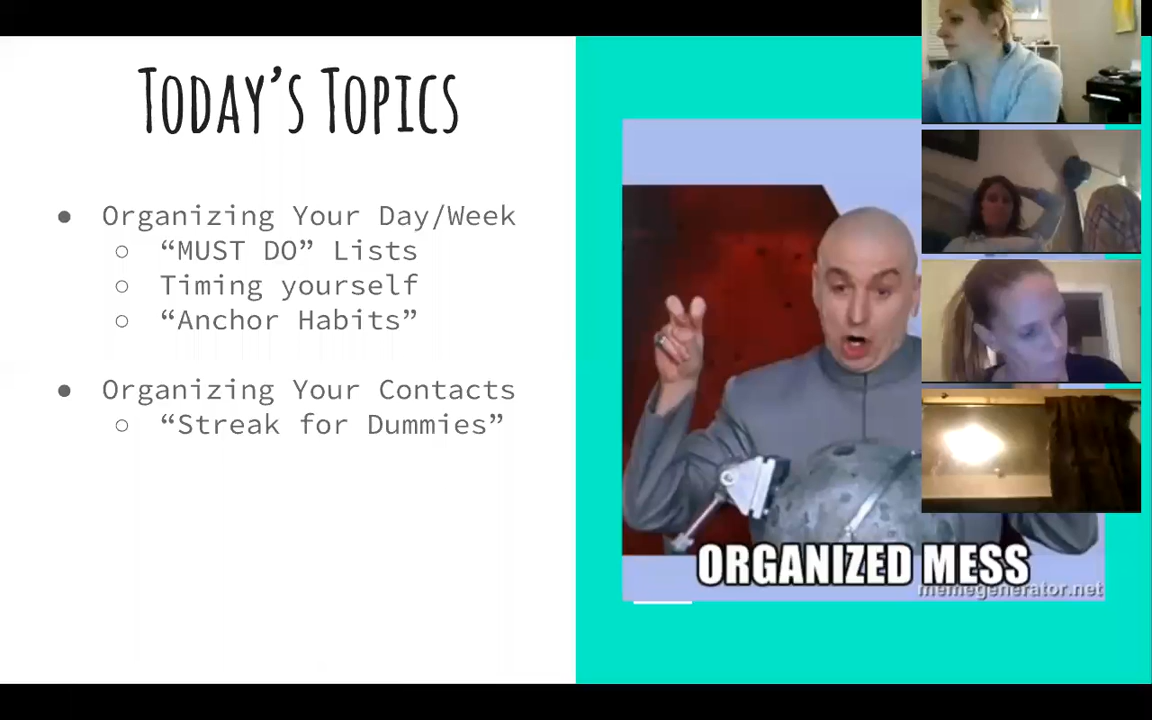 Today's Topics
● Organizing Your Day/Week
○ “MUST DO” Lists
○ Timing yourself
○ “Anchor Habits”
● Organizing Your Contacts
○ “Streak for Dummies”
ORGANIZED MESS
memegenerator.net